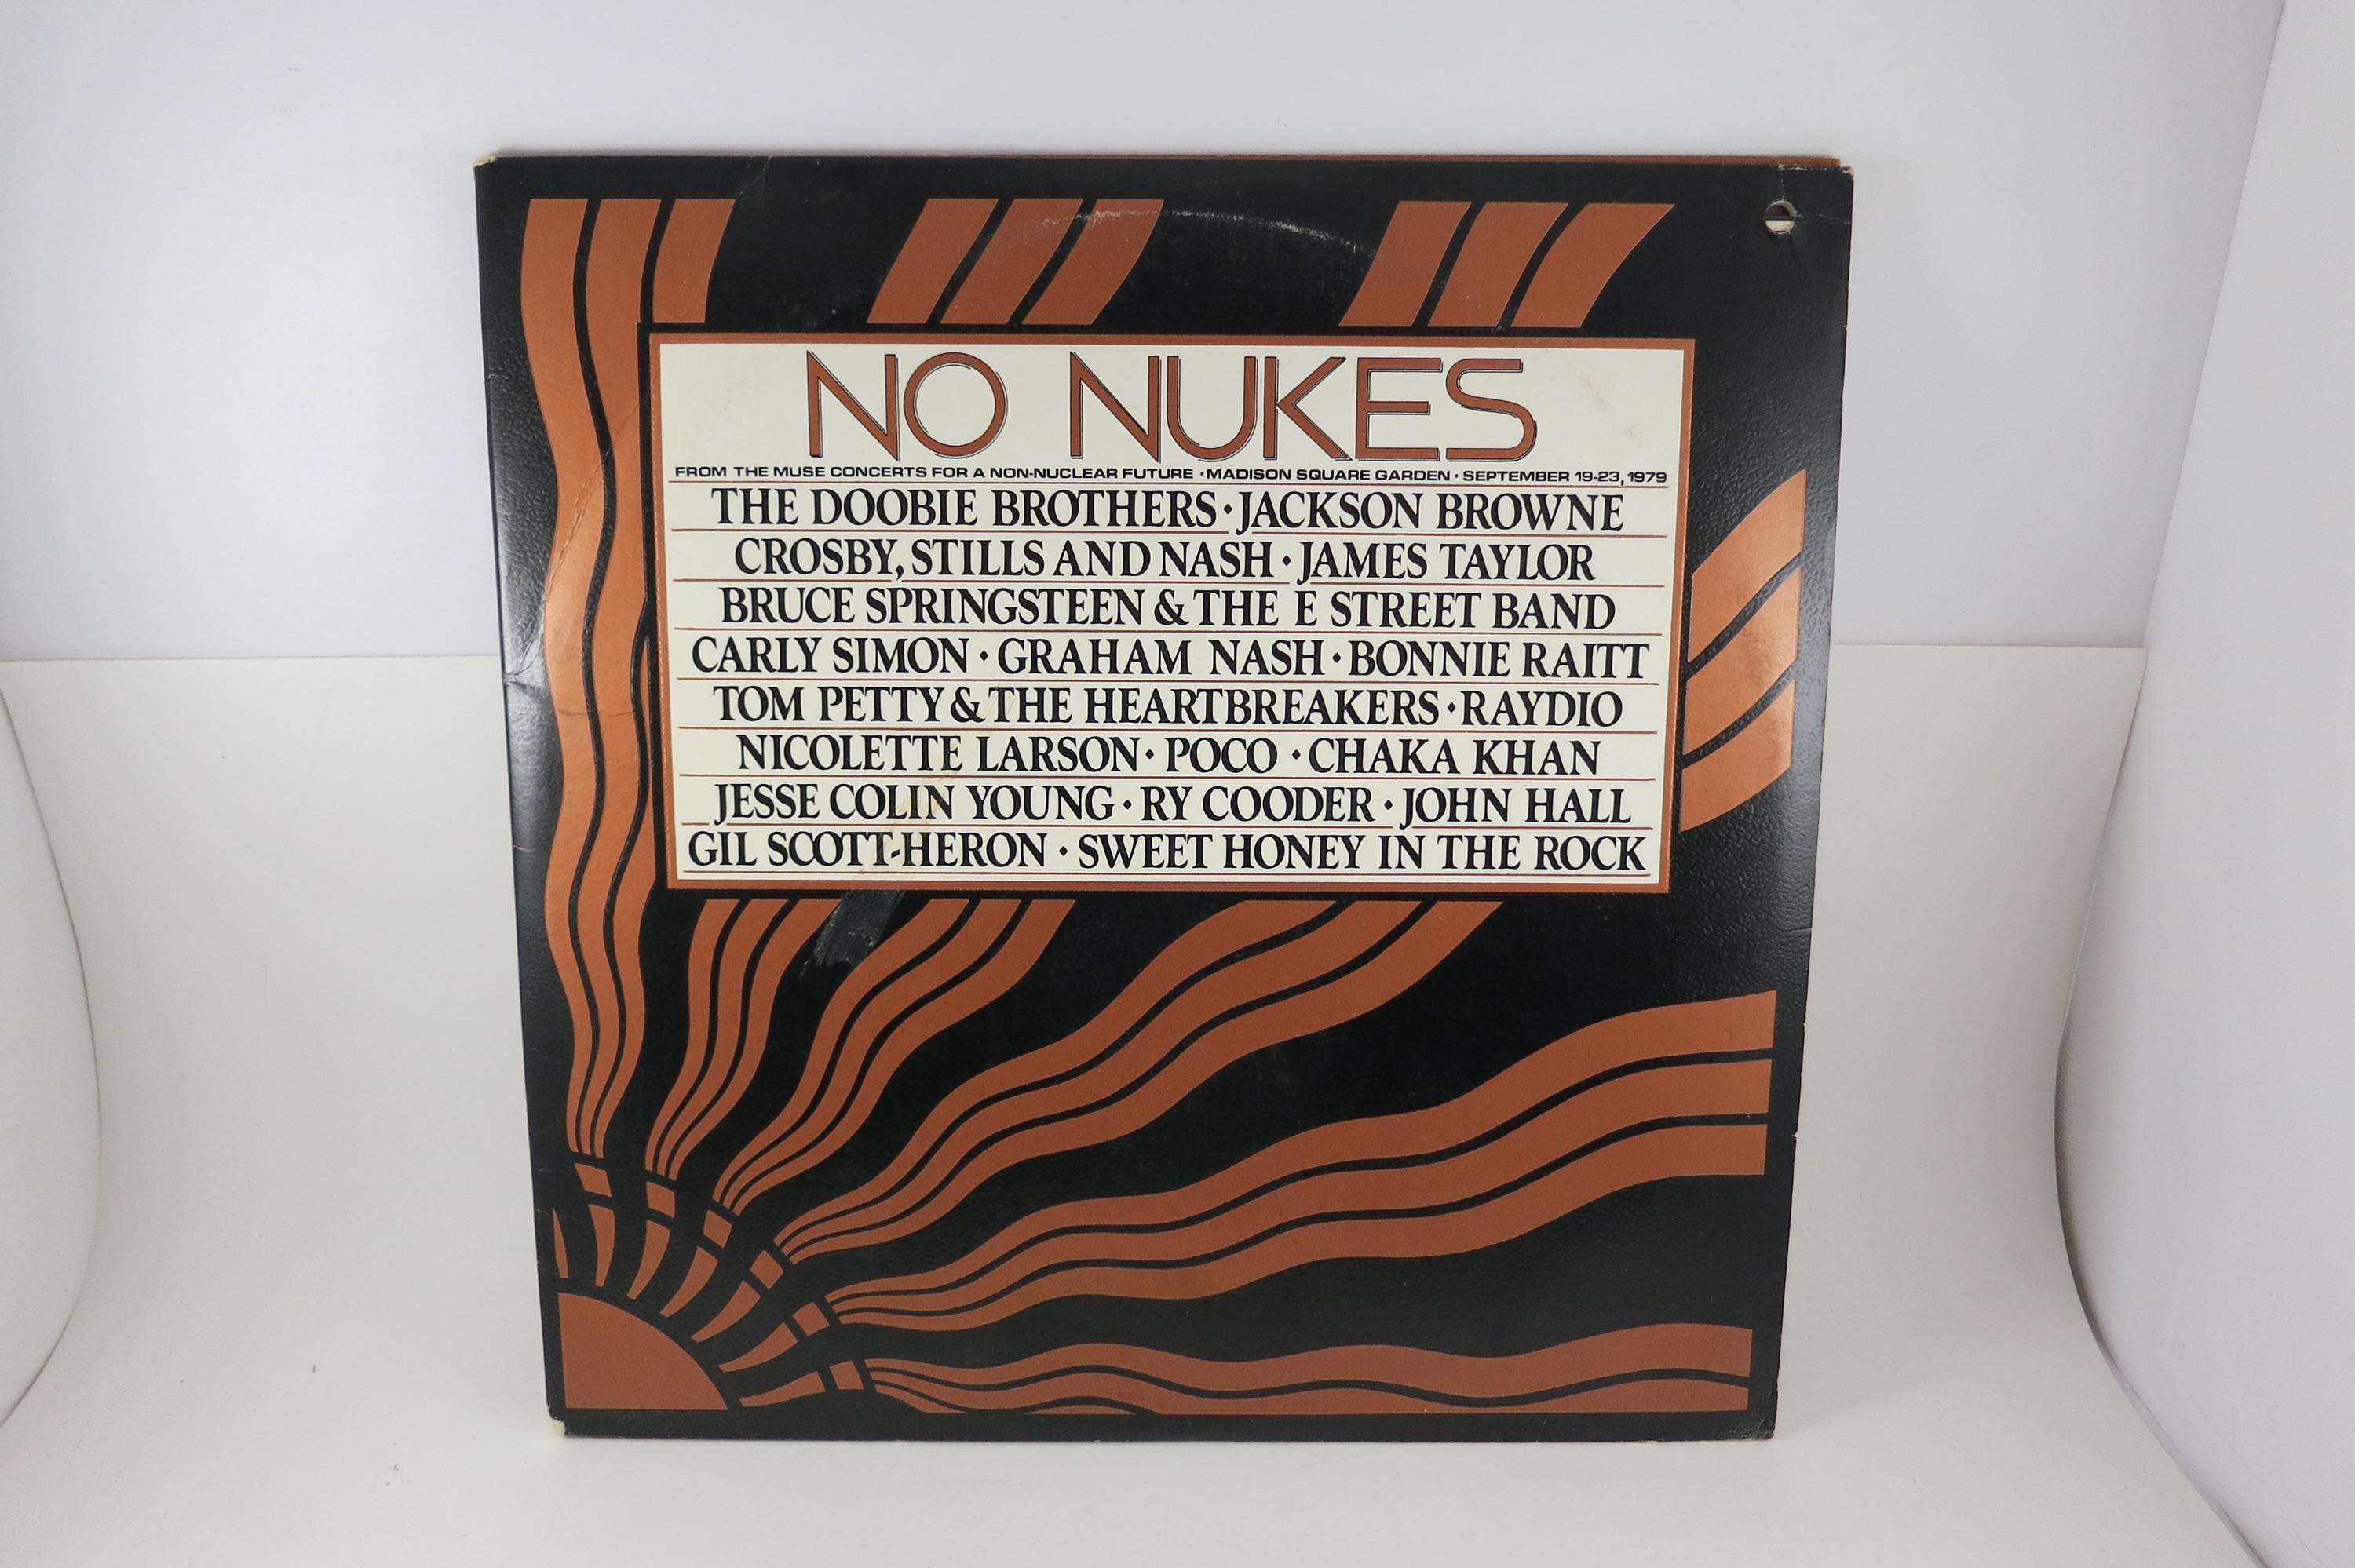 NO NUKES
FROM THE MUSE CONCERTS FOR A NON-NUCLEAR FUTURE • MADISON SQUARE GARDEN • SEPTEMBER 19-23, 1979
THE DOOBIE BROTHERS • JACKSON BROWNE
CROSBY, STILLS AND NASH • JAMES TAYLOR
BRUCE SPRINGSTEEN & THE E STREET BAND
CARLY SIMON • GRAHAM NASH • BONNIE RAITT
TOM PETTY & THE HEARTBREAKERS • RAYDIO
NICOLETTE LARSON • POCO • CHAKA KHAN
JESSE COLIN YOUNG • RY COODER • JOHN HALL
GIL SCOTT-HERON • SWEET HONEY IN THE ROCK